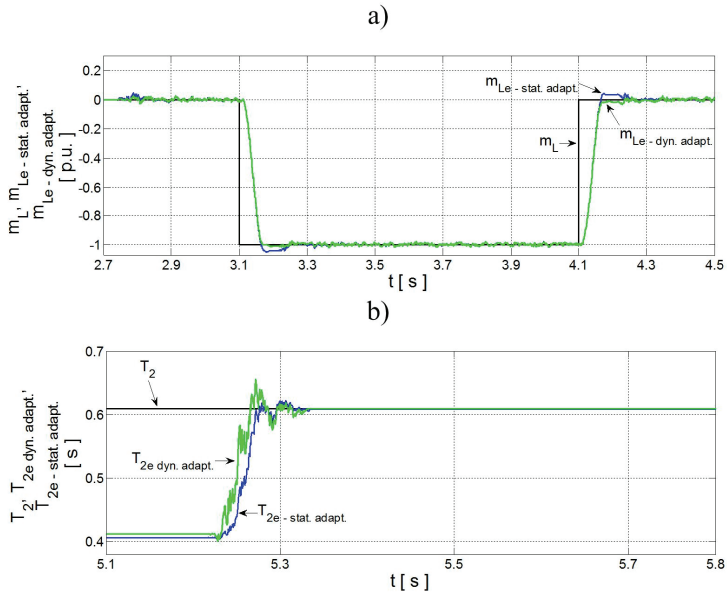 a)
0.2
0
-0.2
-0.4
-0.6
-0.8
-1
m_L, m_Le - stat. adapt.'
m_Le - dyn. adapt.
[ p.u. ]
m_Le - stat. adapt.
m_L
m_Le - dyn. adapt.
2.7 2.9 3.1 3.3 3.5 3.7 3.9 4.1 4.3 4.5
t [ s ]
b)
0.7
0.6
0.5
0.4
T_2, T_2e dyn. adapt.'
T_2e - stat. adapt.
[ s ]
T_2
T_2e dyn. adapt.
T_2e - stat. adapt.
5.1 5.3 5.5 5.7 5.8
t [ s ]